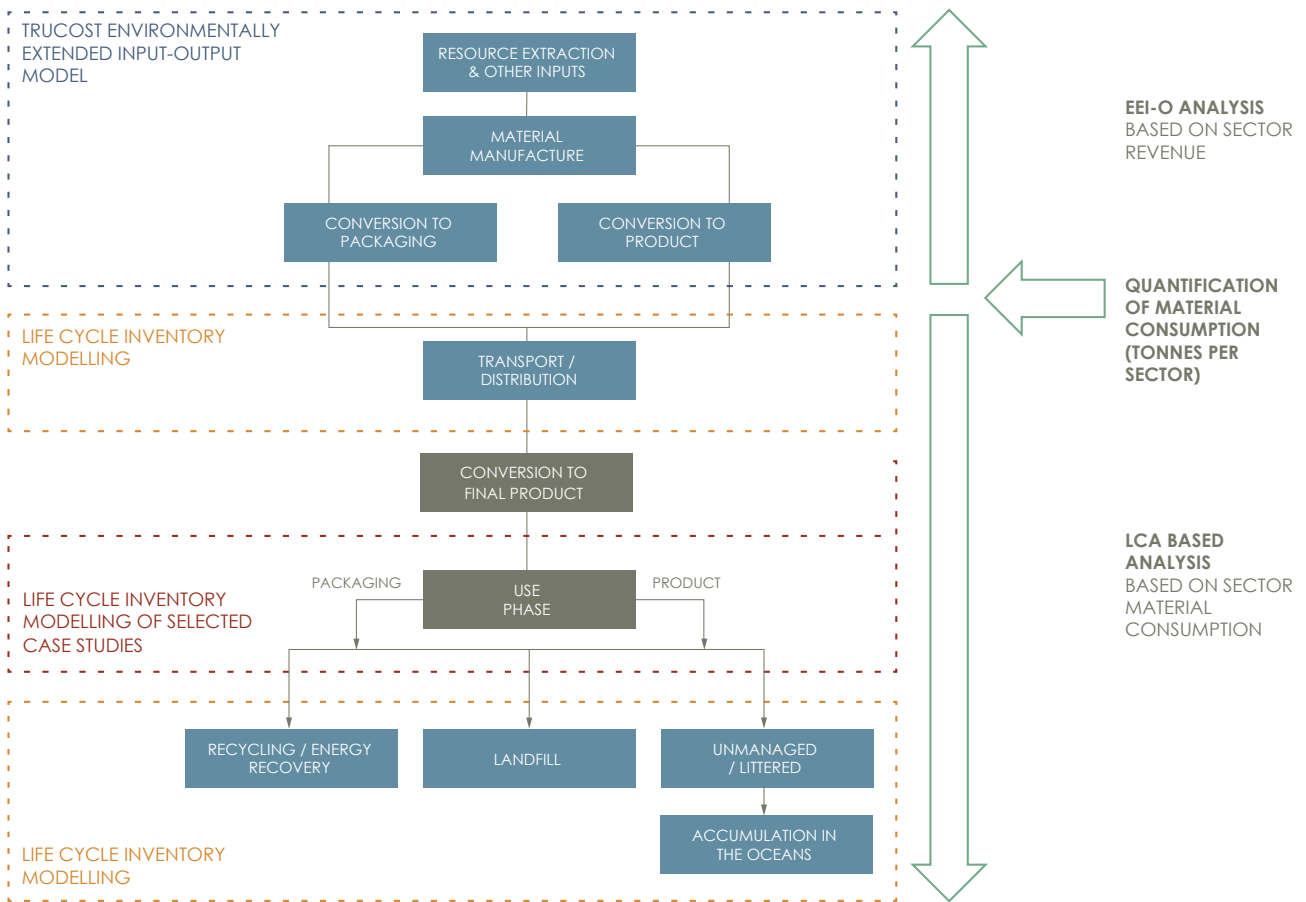 TRUCOST ENVIRONMENTALLY
EXTENDED INPUT-OUTPUT
MODEL
RESOURCE EXTRACTION
& OTHER INPUTS
MATERIAL
MANUFACTURE
CONVERSION TO
PACKAGING
CONVERSION TO
PRODUCT
EEI-O ANALYSIS
BASED ON SECTOR
REVENUE
QUANTIFICATION
OF MATERIAL
CONSUMPTION
(TONNES PER
SECTOR)
LIFE CYCLE INVENTORY
MODELLING
TRANSPORT /
DISTRIBUTION
CONVERSION TO
FINAL PRODUCT
LIFE CYCLE INVENTORY
MODELLING OF SELECTED
CASE STUDIES
PACKAGING
USE
PHASE
PRODUCT
LCA BASED
ANALYSIS
BASED ON SECTOR
MATERIAL
CONSUMPTION
RECYCLING / ENERGY
RECOVERY
LANDFILL
UNMANAGED
/ LITTERED
ACCUMULATION IN
THE OCEANS
LIFE CYCLE INVENTORY
MODELLING